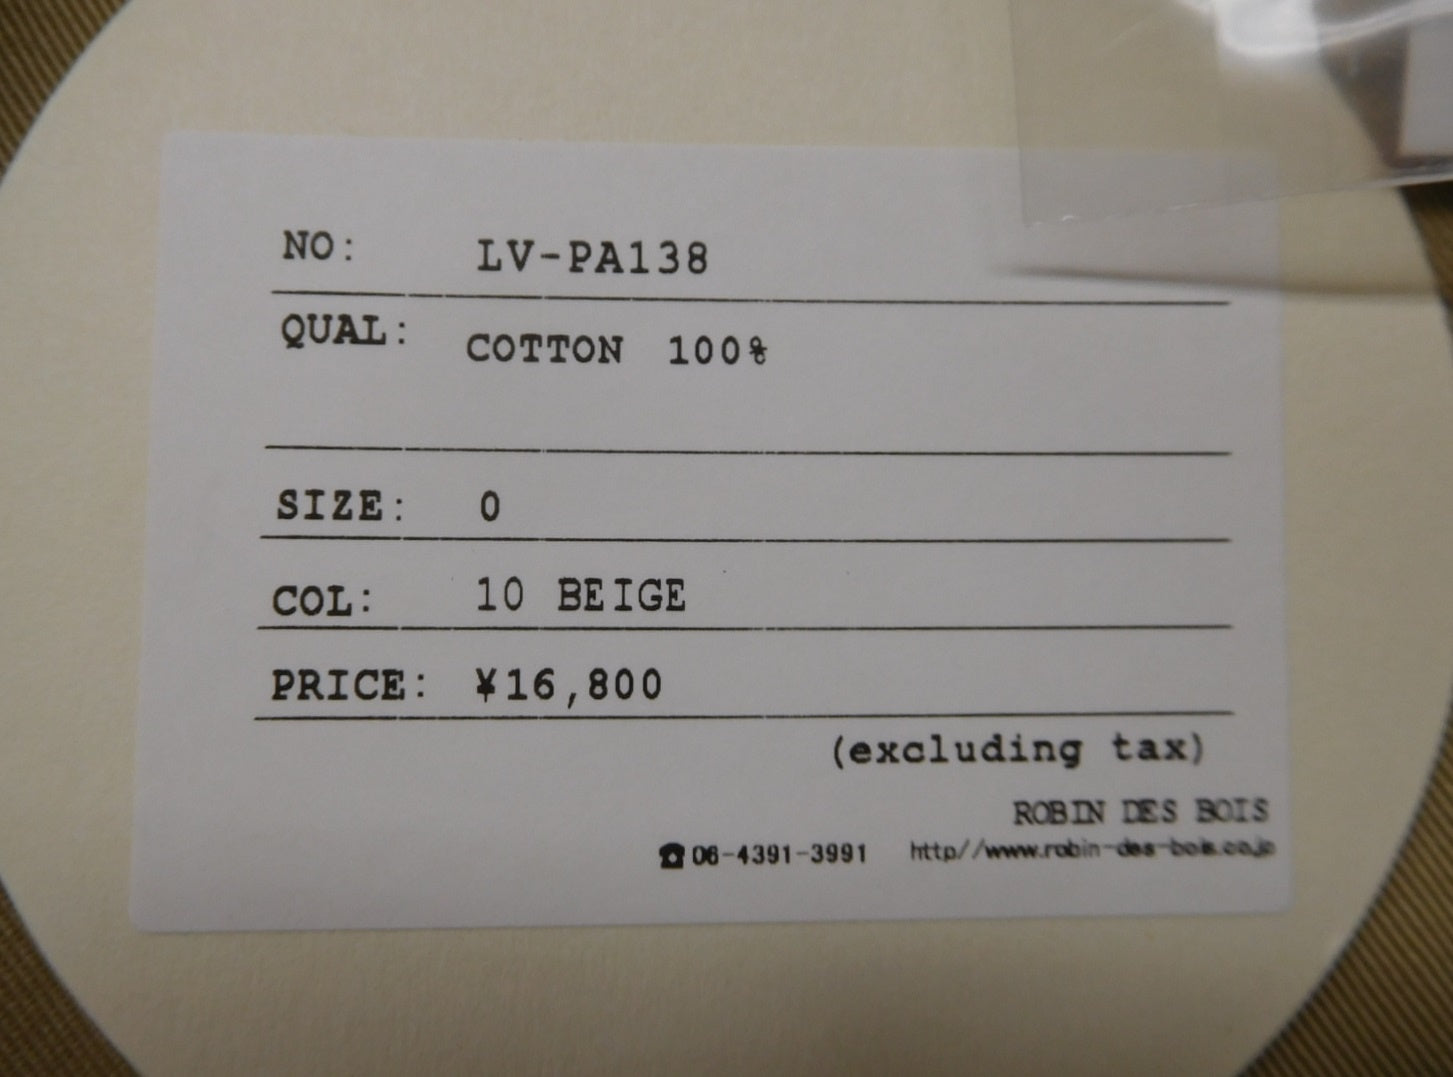 NO: LV-PA138
QUAL: COTTON 100%
SIZE: 0
COL: 10 BEIGE
PRICE: ¥16,800
(excluding tax)
ROBIN DES BOIS
☎06-4391-3991 http//www.robin-des-bois.co.jp